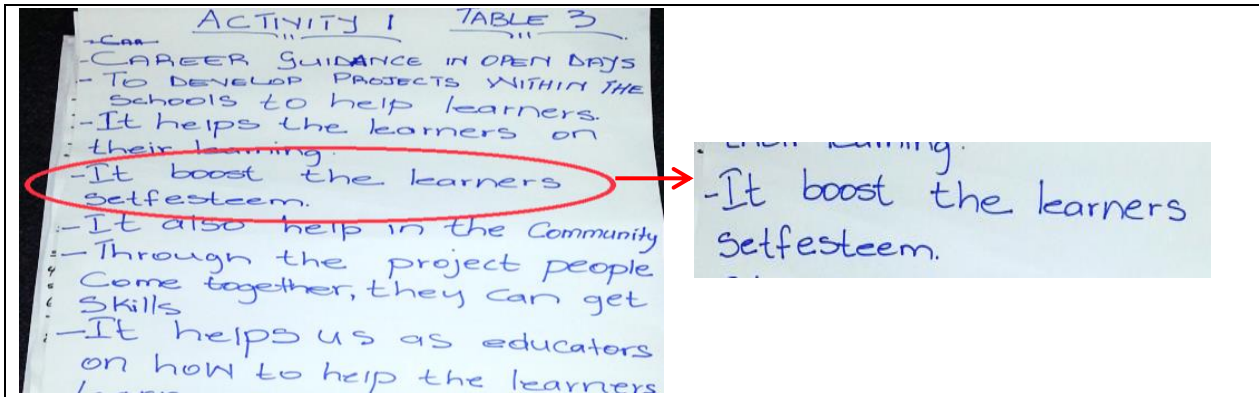 ACTIVITY 1 TABLE 3
-CAR
-CAREER GUIDANCE IN OPEN DAYS
- TO DEVELOP PROJECTS WITHIN THE
Schools to help learners.
-It helps the learners on
their learning.
-It boost the learners
setfesteem.
-It also help in the Community
-Through the project people
Come together, they can get
Skills
-It helps us as educators
on how to help the learners
their learning.
-It boost the learners
setfesteem.